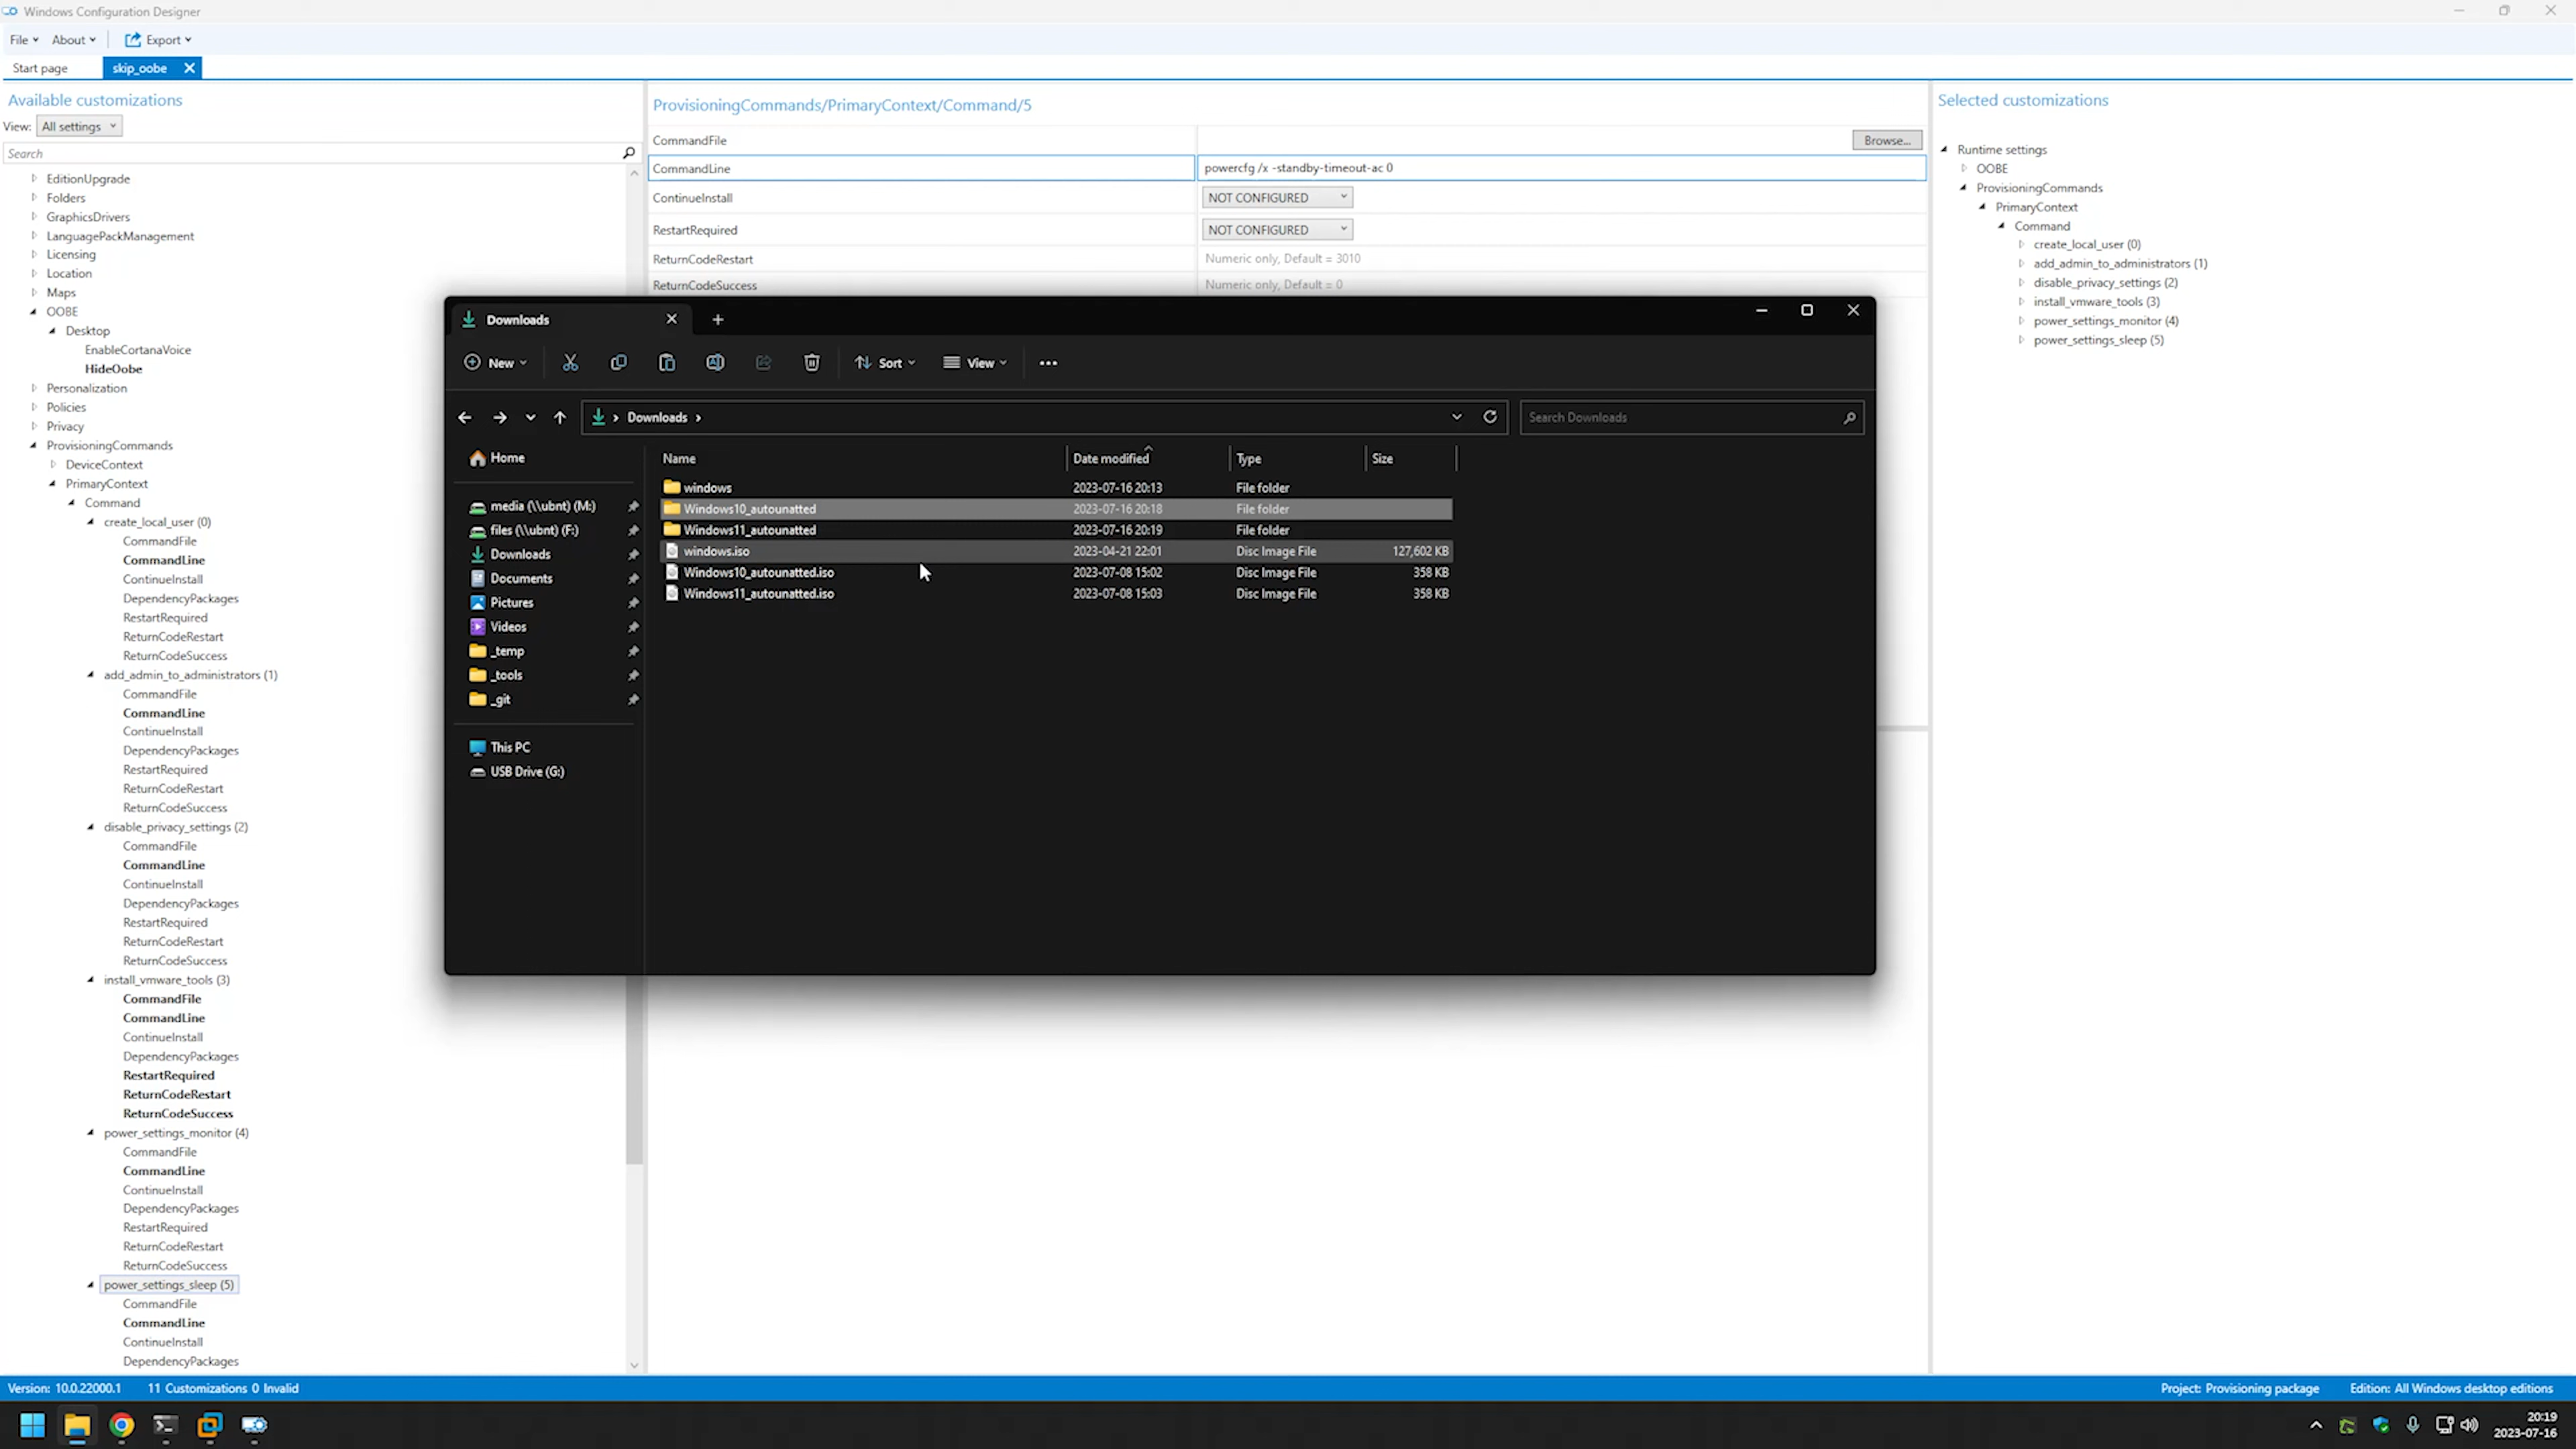 Windows Configuration Designer
File About Export
Start page skip_oobe
Available customizations
View: All settings
Search
EditionUpgrade
Folders
GraphicsDrivers
LanguagePackManagement
Licensing
Location
Maps
OOBE
Desktop
EnableCortanaVoice
HideOobe
Personalization
Policies
Privacy
ProvisioningCommands
DeviceContext
PrimaryContext
Command
create_local_user (0)
CommandFile
CommandLine
ContinueInstall
DependencyPackages
RestartRequired
ReturnCodeRestart
ReturnCodeSuccess
add_admin_to_administrators (1)
CommandFile
CommandLine
ContinueInstall
DependencyPackages
RestartRequired
ReturnCodeRestart
ReturnCodeSuccess
disable_privacy_settings (2)
CommandFile
CommandLine
ContinueInstall
DependencyPackages
RestartRequired
ReturnCodeRestart
ReturnCodeSuccess
install_vmware_tools (3)
CommandFile
CommandLine
ContinueInstall
DependencyPackages
RestartRequired
ReturnCodeRestart
ReturnCodeSuccess
power_settings_monitor (4)
CommandFile
CommandLine
ContinueInstall
DependencyPackages
RestartRequired
ReturnCodeRestart
ReturnCodeSuccess
power_settings_sleep (5)
CommandFile
CommandLine
ContinueInstall
DependencyPackages
ProvisioningCommands/PrimaryContext/Command/5
CommandFile Browse...
CommandLine powercfg /x -standby-timeout-ac 0
ContinueInstall NOT CONFIGURED
RestartRequired NOT CONFIGURED
ReturnCodeRestart Numeric only, Default = 3010
ReturnCodeSuccess Numeric only, Default = 0
Downloads
New Sort View
Downloads Search Downloads
Home
media (\\ubnt) (M:)
files (\\ubnt) (F:)
Downloads
Documents
Pictures
Videos
_temp
_tools
_git
This PC
USB Drive (G:)
Name Date modified Type Size
windows 2023-07-16 20:13 File folder
Windows10_autounatted 2023-07-16 20:18 File folder
Windows11_autounatted 2023-07-16 20:19 File folder
windows.iso 2023-04-21 22:01 Disc Image File 127,602 KB
Windows10_autounatted.iso 2023-07-08 15:02 Disc Image File 358 KB
Windows11_autounatted.iso 2023-07-08 15:03 Disc Image File 358 KB
Selected customizations
Runtime settings
OOBE
ProvisioningCommands
PrimaryContext
Command
create_local_user (0)
add_admin_to_administrators (1)
disable_privacy_settings (2)
install_vmware_tools (3)
power_settings_monitor (4)
power_settings_sleep (5)
Version: 10.0.22000.1 11 Customizations 0 Invalid Project: Provisioning package Edition: All Windows desktop editions
20:19
2023-07-16